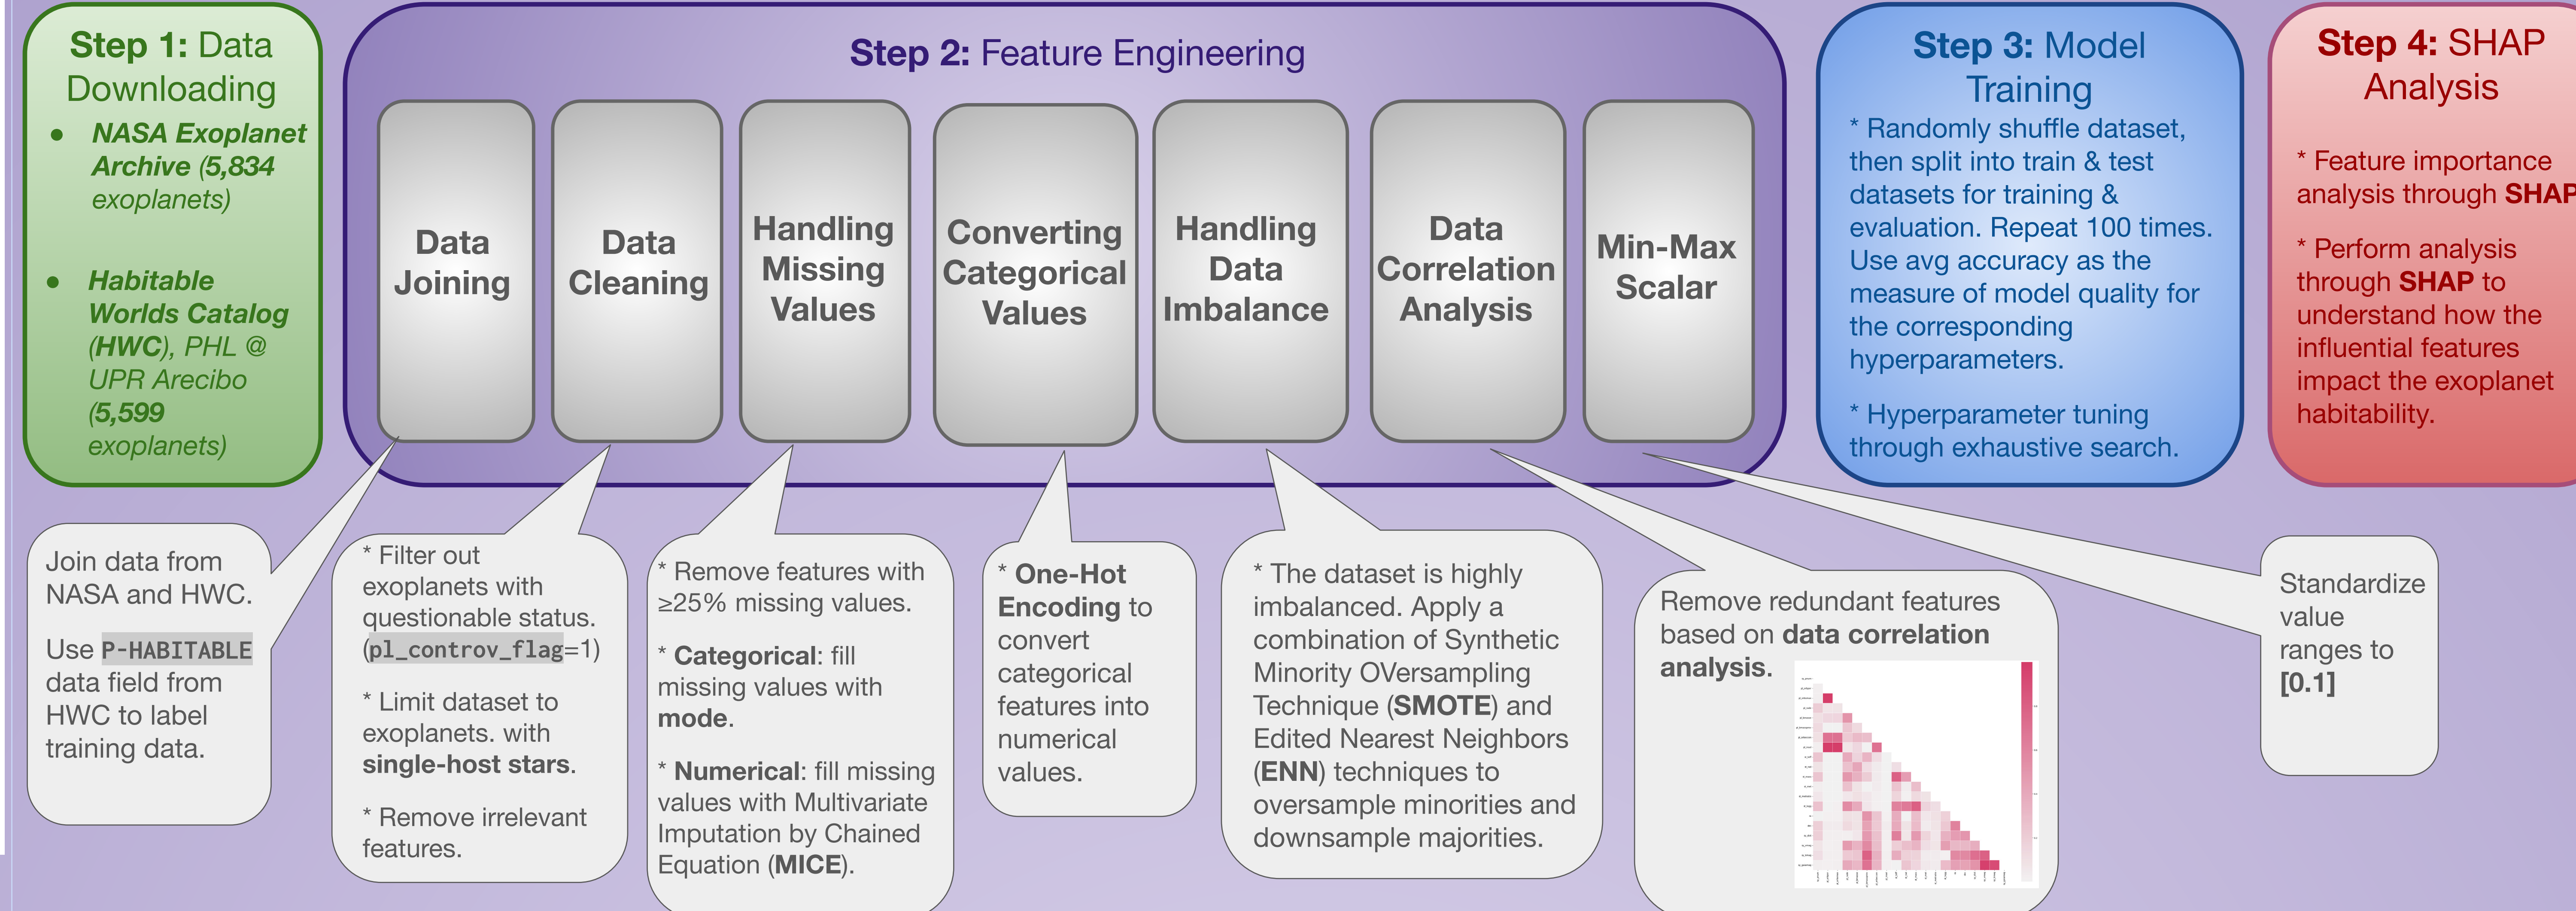 Step 1: Data
Downloading
● NASA Exoplanet
Archive (5,834
exoplanets)
● Habitable
Worlds Catalog
(HWC), PHL @
UPR Arecibo
(5,599
exoplanets)
Step 2: Feature Engineering
Data
Joining
Data
Cleaning
Handling
Missing
Values
Converting
Categorical
Values
Handling
Data
Imbalance
Data
Correlation
Analysis
Min-Max
Scalar
Step 3: Model
Training
* Randomly shuffle dataset,
then split into train & test
datasets for training &
evaluation. Repeat 100 times.
Use avg accuracy as the
measure of model quality for
the corresponding
hyperparameters.
* Hyperparameter tuning
through exhaustive search.
Step 4: SHAP
Analysis
* Feature importance
analysis through SHAP
* Perform analysis
through SHAP to
understand how the
influential features
impact the exoplanet
habitability.
Join data from
NASA and HWC.
Use P-HABITABLE
data field from
HWC to label
training data.
* Filter out
exoplanets with
questionable status.
(pl_controv_flag=1)
* Limit dataset to
exoplanets. with
single-host stars.
* Remove irrelevant
features.
* Remove features with
≥25% missing values.
* Categorical: fill
missing values with
mode.
* Numerical: fill missing
values with Multivariate
Imputation by Chained
Equation (MICE).
* One-Hot
Encoding to
convert
categorical
features into
numerical
values.
* The dataset is highly
imbalanced. Apply a
combination of Synthetic
Minority OVersampling
Technique (SMOTE) and
Edited Nearest Neighbors
(ENN) techniques to
oversample minorities and
downsample majorities.
Remove redundant features
based on data correlation
analysis.
Standardize
value
ranges to
[0.1]